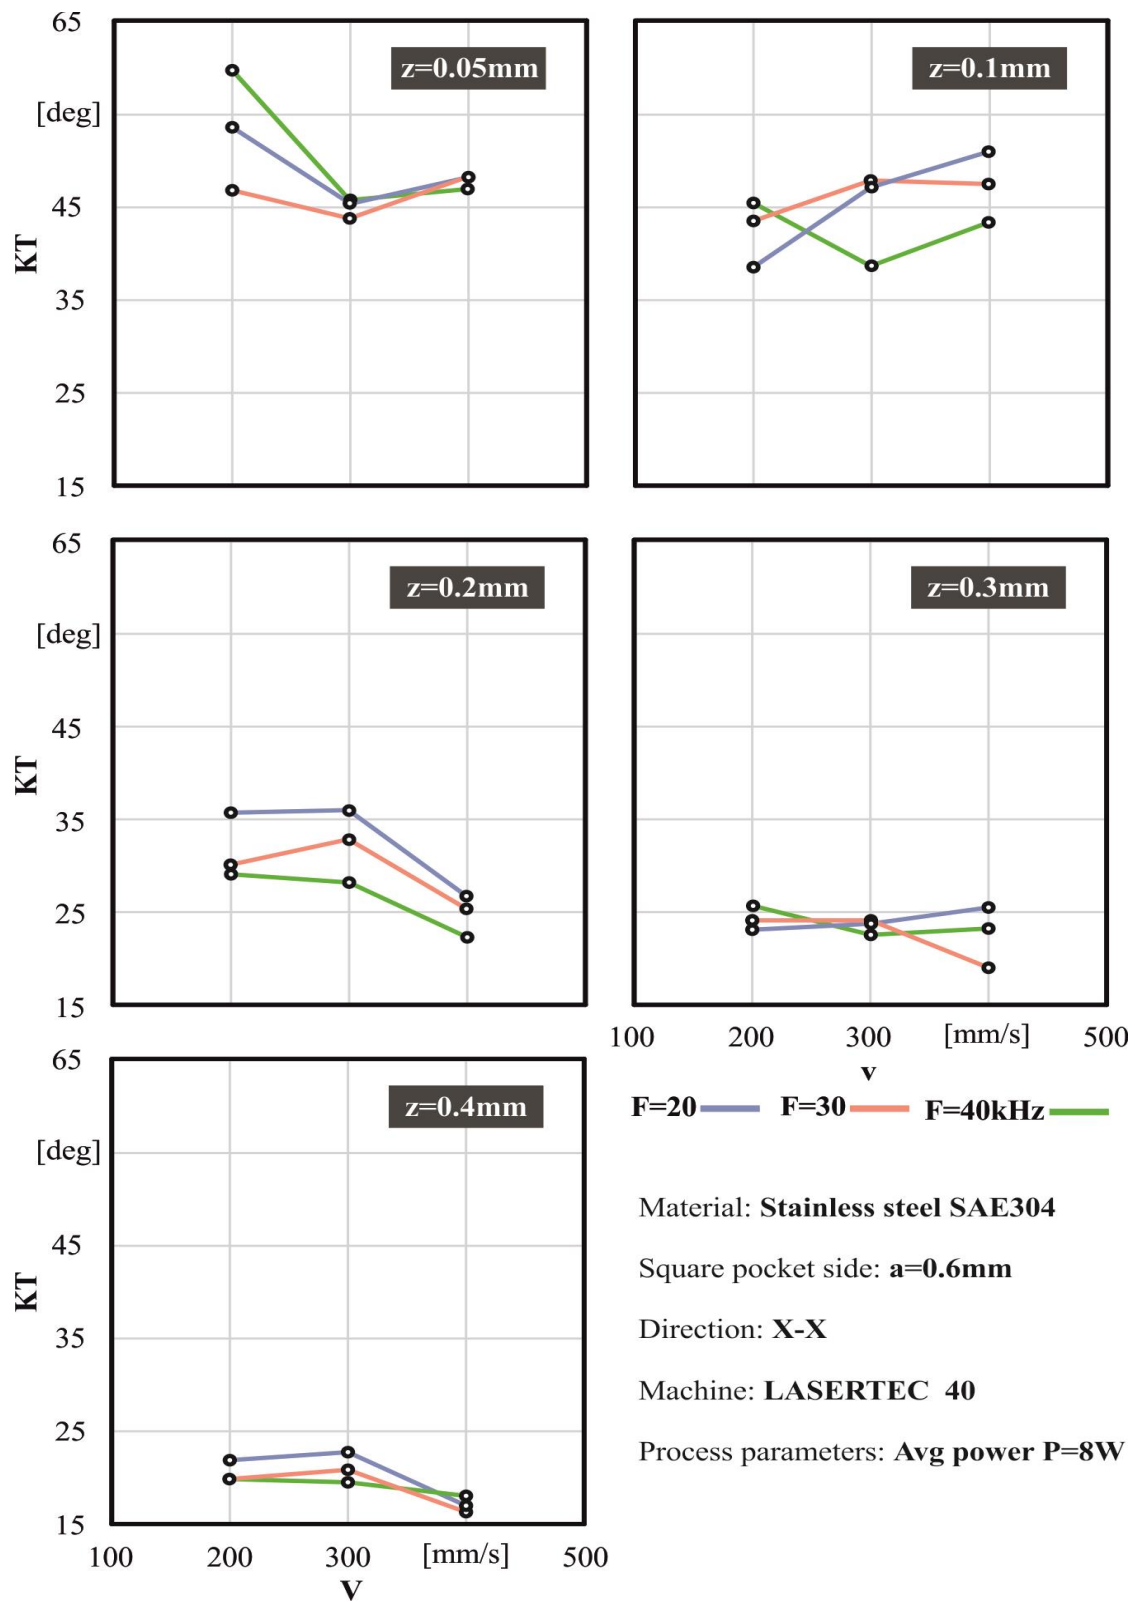 65
z=0.05mm
z=0.1mm
[deg]
45
KT
35
25
15
65
z=0.2mm
z=0.3mm
[deg]
45
KT
35
25
15
100 200 300 [mm/s] 500
v
65
z=0.4mm
F=20 F=30 F=40kHz
[deg]
Material: Stainless steel SAE304
45
Square pocket side: a=0.6mm
KT
35
Direction: X-X
Machine: LASERTEC 40
25
Process parameters: Avg power P=8W
15
100 200 300 [mm/s] 500
V